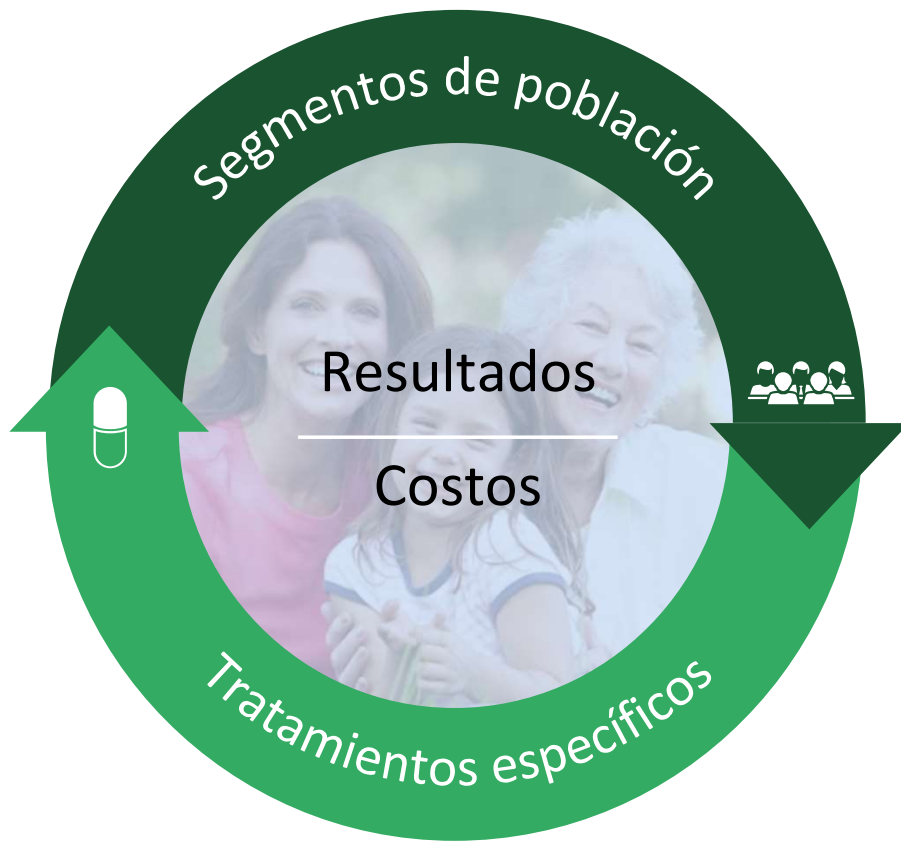 Segmentos de población
Resultados
Costos
Tratamientos específicos